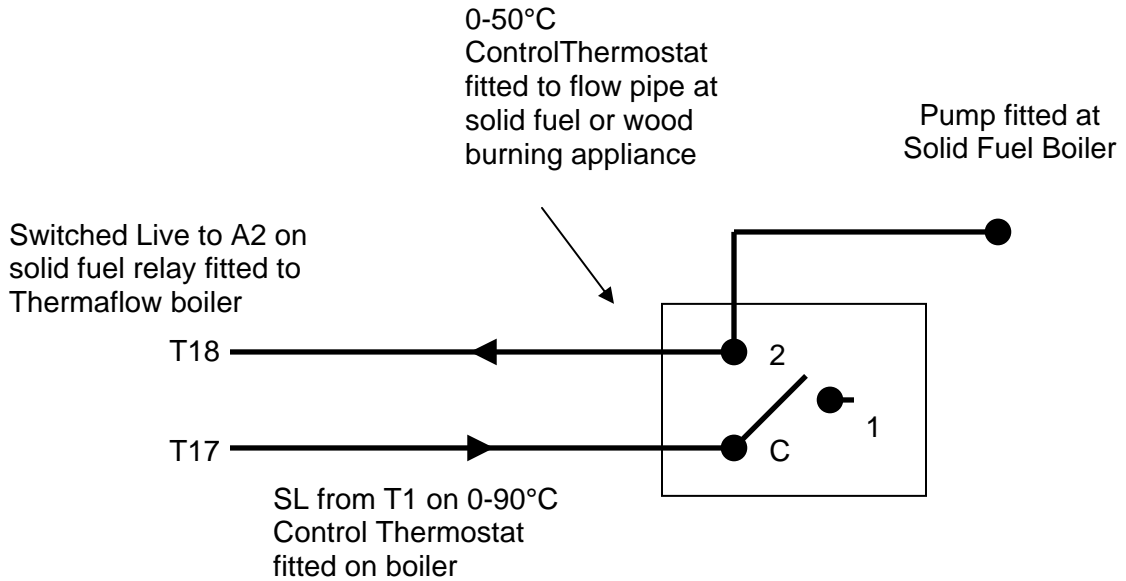 0-50°C
ControlThermostat
fitted to flow pipe at
solid fuel or wood
burning appliance
Pump fitted at
Solid Fuel Boiler
Switched Live to A2 on
solid fuel relay fitted to
Thermaflow boiler
T18
2
1
T17
C
SL from T1 on 0-90°C
Control Thermostat
fitted on boiler